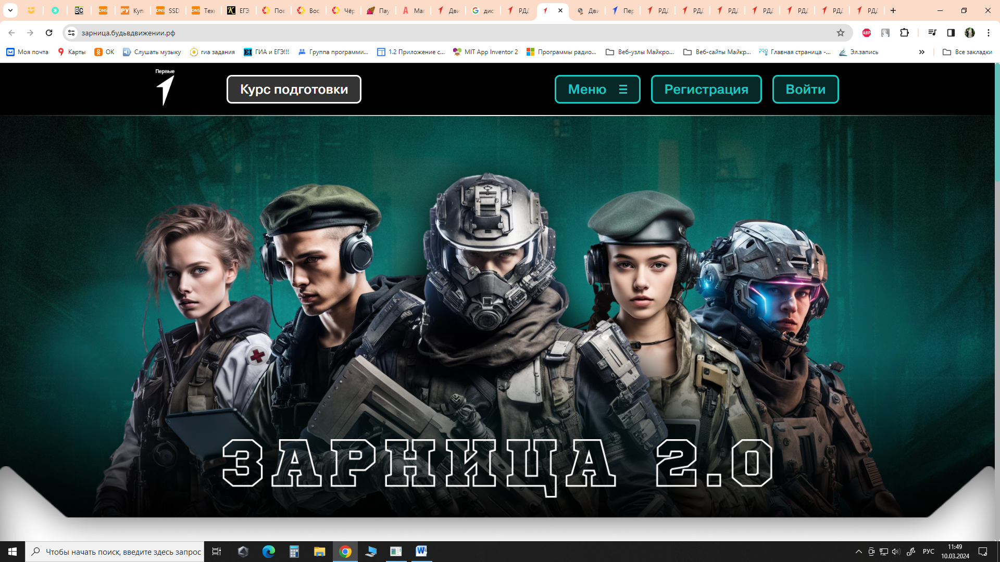 DNS
РУ Куп
DNS SSD
DNS Техн
ЕГЭ
Пов
Вос
Чёр
Пау
Маг
Дви
дис
РДД
Дви
Пер
РДД
РДД
РДД
РДД
РДД
РДД
РДД
зарница.будьвдвижении.рф
ABP
Моя почта
Карты
ОК
Слушать музыку
гиа задания
ГИА и ЕГЭ!!!
Группа программи...
1.2 Приложение с...
MIT App Inventor 2
Программы радио...
Веб-узлы Майкро...
Веб-сайты Майкр...
Главная страница -...
Эл.запись
Все закладки
Первые
Курс подготовки
Меню
Регистрация
Войти
ЗАРНИЦА 2.0
Чтобы начать поиск, введите здесь запрос
РУС
11:49
10.03.2024